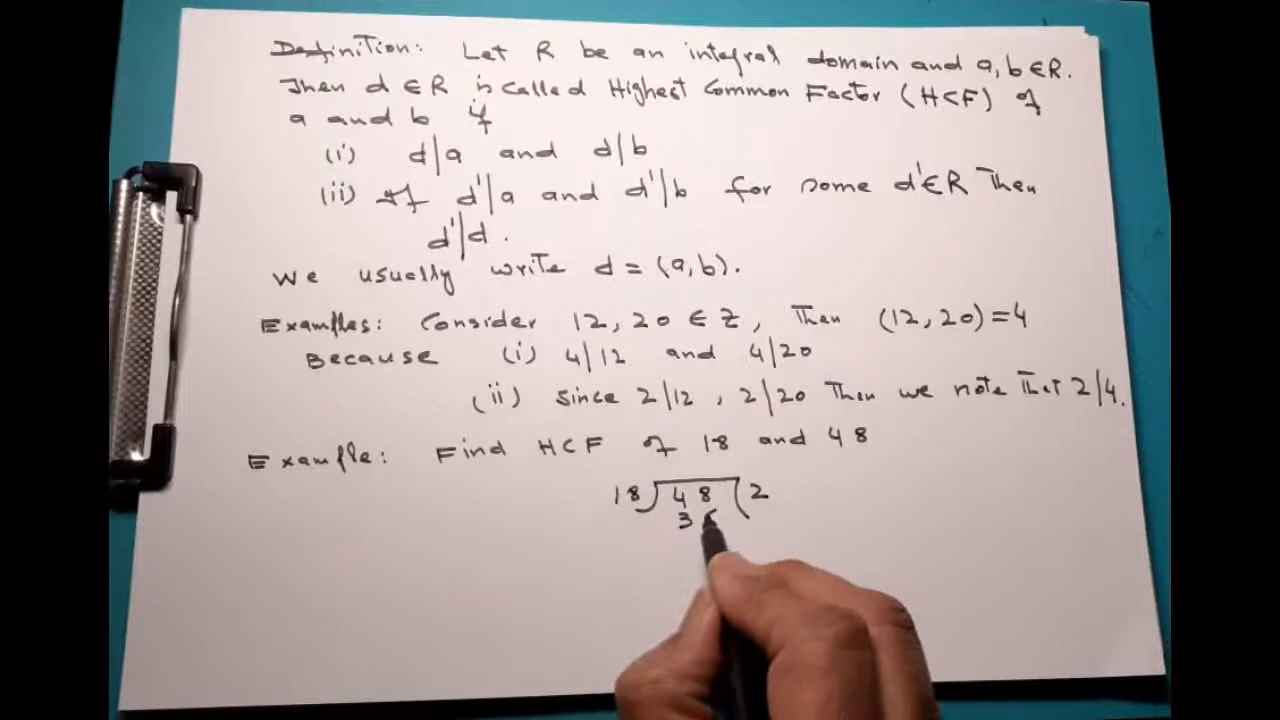 Definition: Let R be an integral domain and a, b ∈ R.
Then d ∈ R is called Highest Common Factor (HCF) of
a and b if
(i) d|a and d|b
(ii) If d'|a and d'|b for some d' ∈ R Then
d'|d.
We usually write d = (a, b).
Examples: Consider 12, 20 ∈ Z, Then (12, 20) = 4
Because (i) 4/12 and 4/20
(ii) since 2/12, 2/20 Then we note That 2/4.
Example: Find HCF of 18 and 48
18) 48 (2
3